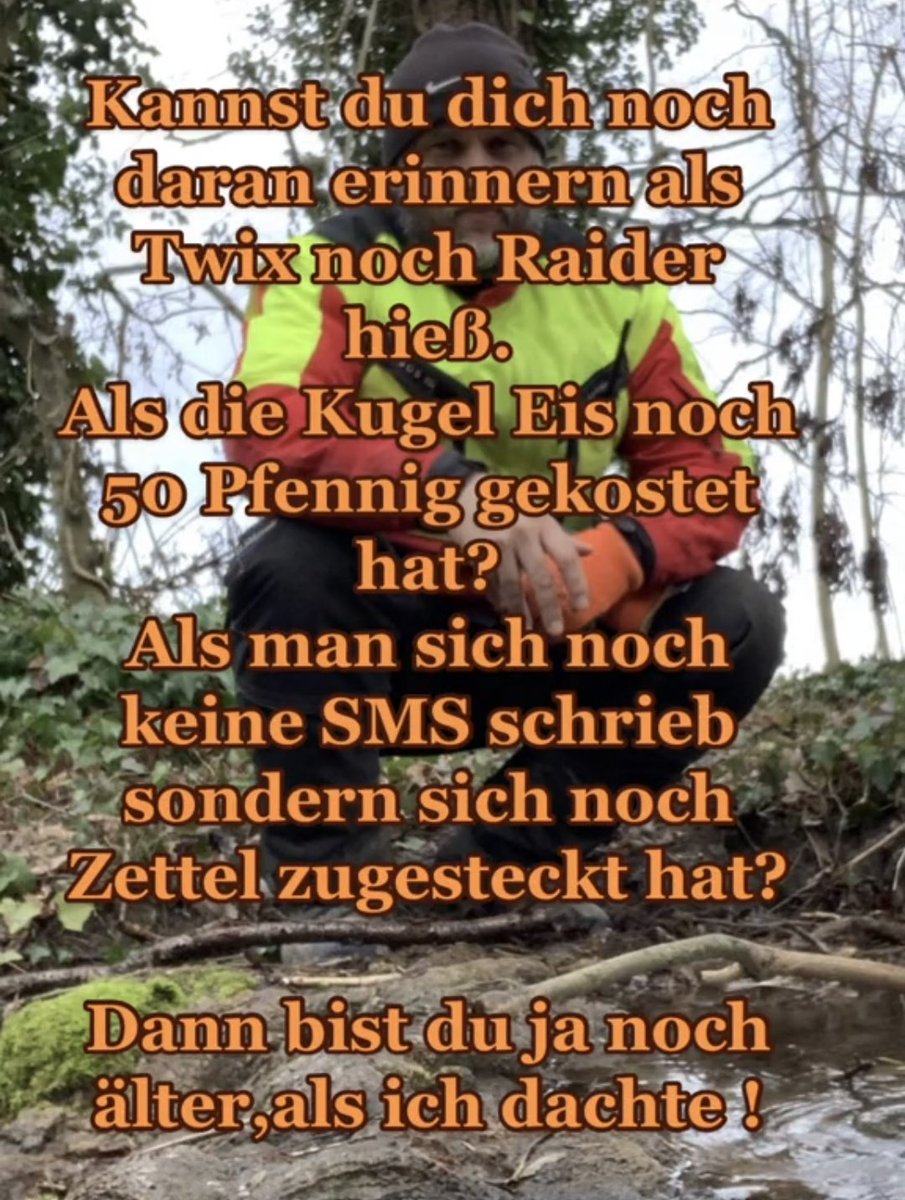 Kannst du dich noch
daran erinnern als
Twix noch Raider
hieß.
Als die Kugel Eis noch
50 Pfennig gekostet
hat?
Als man sich noch
keine SMS schrieb
sondern sich noch
Zettel zugesteckt hat?
Dann bist du ja noch
älter,als ich dachte !